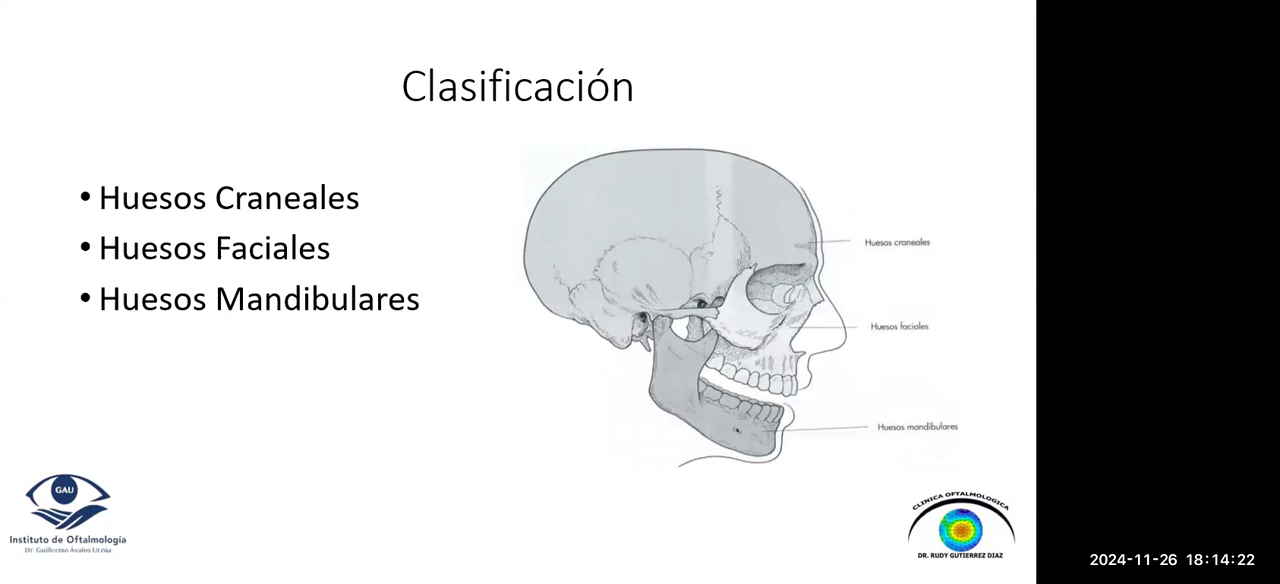 Clasificación
• Huesos Craneales
• Huesos Faciales
• Huesos Mandibulares
Huesos craneales
Huesos faciales
Huesos mandibulares
GAU
Instituto de Oftalmología
Dr. Guillermo Avalos Urzúa
CLINICA OFTALMOLOGICA
DR. RUDY GUTIERREZ DIAZ
2024-11-26 18:14:22